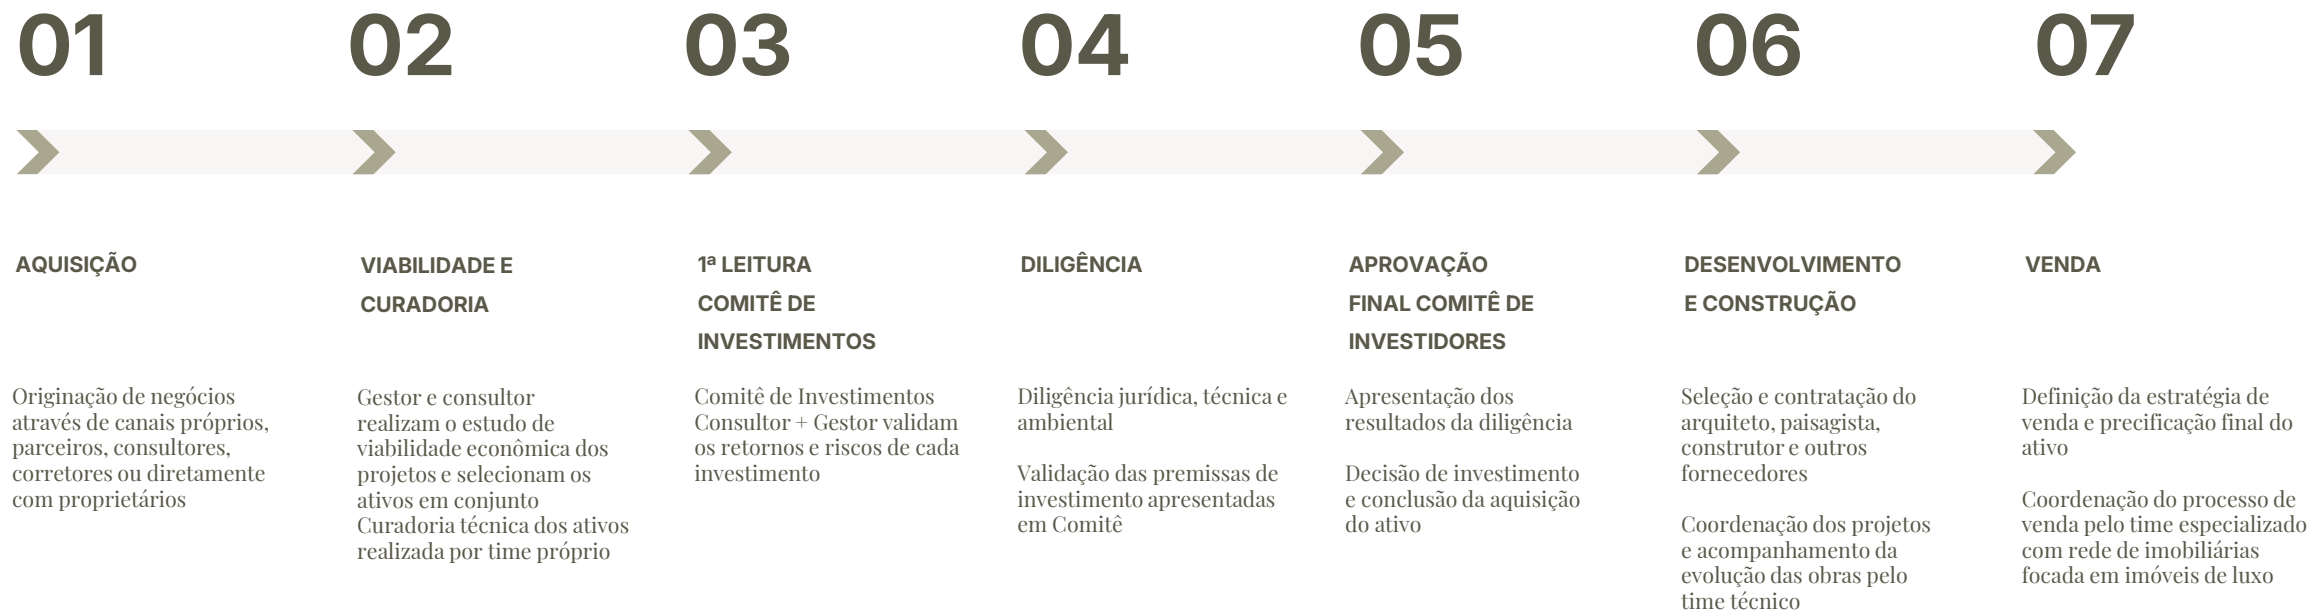 01
02
03
04
05
06
07
AQUISIÇÃO
Originação de negócios
através de canais próprios,
parceiros, consultores,
corretores ou diretamente
com proprietários
VIABILIDADE E
CURADORIA
Gestor e consultor
realizam o estudo de
viabilidade econômica dos
projetos e selecionam os
ativos em conjunto
Curadoria técnica dos ativos
realizada por time próprio
1ª LEITURA
COMITÊ DE
INVESTIMENTOS
Comitê de Investimentos
Consultor + Gestor validam
os retornos e riscos de cada
investimento
DILIGÊNCIA
Diligência jurídica, técnica e
ambiental
Validação das premissas de
investimento apresentadas
em Comitê
APROVAÇÃO
FINAL COMITÊ DE
INVESTIDORES
Apresentação dos
resultados da diligência
Decisão de investimento
e conclusão da aquisição
do ativo
DESENVOLVIMENTO
E CONSTRUÇÃO
Seleção e contratação do
arquiteto, paisagista,
construtor e outros
fornecedores
Coordenação dos projetos
e acompanhamento da
evolução das obras pelo
time técnico
VENDA
Definição da estratégia de
venda e precificação final do
ativo
Coordenação do processo de
venda pelo time especializado
com rede de imobiliárias
focada em imóveis de luxo